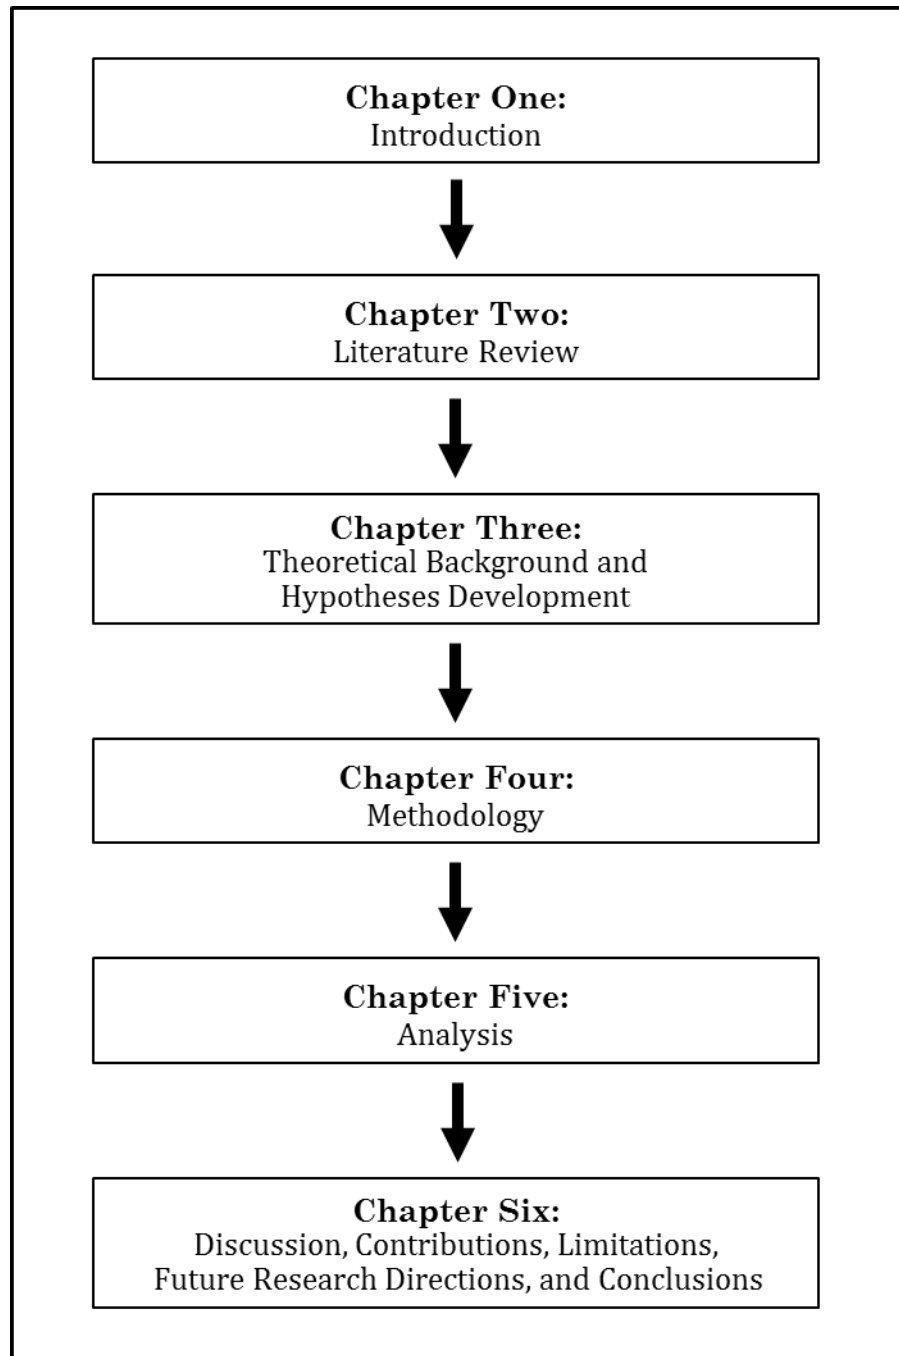 Chapter One:
Introduction
Chapter Two:
Literature Review
Chapter Three:
Theoretical Background and
Hypotheses Development
Chapter Four:
Methodology
Chapter Five:
Analysis
Chapter Six:
Discussion, Contributions, Limitations,
Future Research Directions, and Conclusions